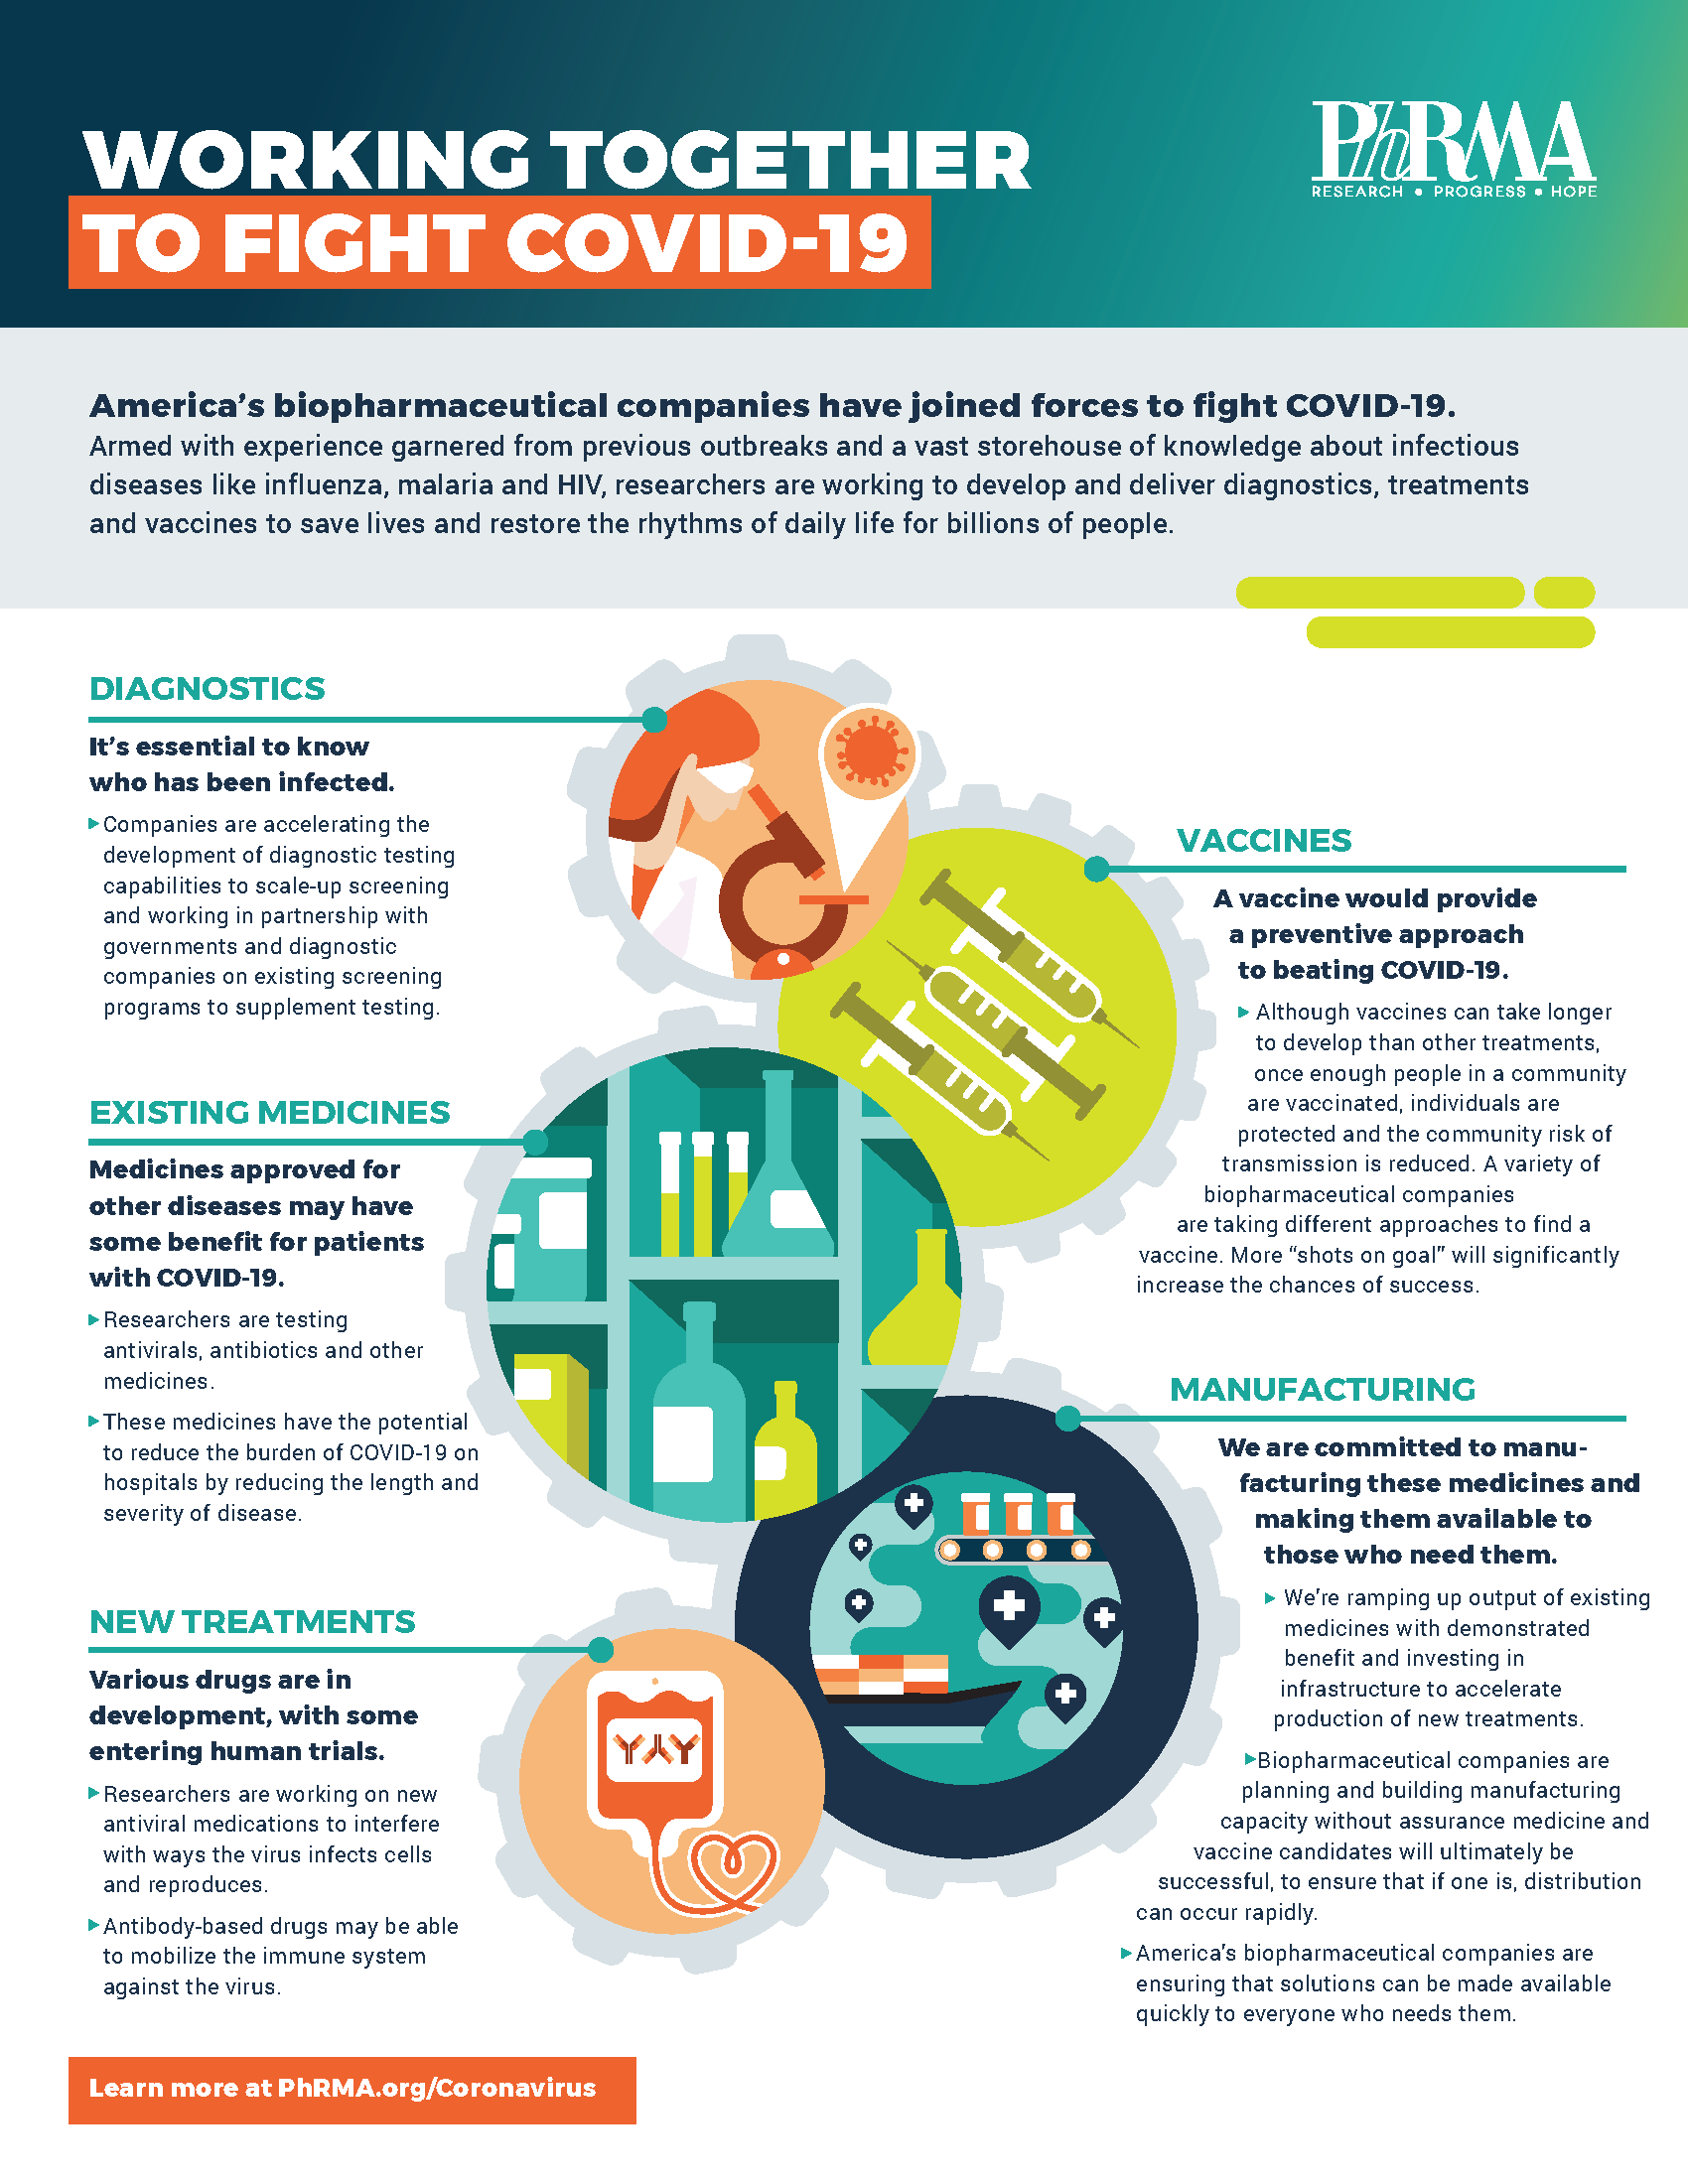 WORKING TOGETHER
TO FIGHT COVID-19
PhRMA
RESEARCH • PROGRESS • HOPE
America's biopharmaceutical companies have joined forces to fight COVID-19.
Armed with experience garnered from previous outbreaks and a vast storehouse of knowledge about infectious
diseases like influenza, malaria and HIV, researchers are working to develop and deliver diagnostics, treatments
and vaccines to save lives and restore the rhythms of daily life for billions of people.
DIAGNOSTICS
It's essential to know
who has been infected.
Companies are accelerating the
development of diagnostic testing
capabilities to scale-up screening
and working in partnership with
governments and diagnostic
companies on existing screening
programs to supplement testing.
VACCINES
A vaccine would provide
a preventive approach
to beating COVID-19.
Although vaccines can take longer
to develop than other treatments,
once enough people in a community
are vaccinated, individuals are
protected and the community risk of
transmission is reduced. A variety of
biopharmaceutical companies
are taking different approaches to find a
vaccine. More “shots on goal” will significantly
increase the chances of success.
EXISTING MEDICINES
Medicines approved for
other diseases may have
some benefit for patients
with COVID-19.
Researchers are testing
antivirals, antibiotics and other
medicines.
These medicines have the potential
to reduce the burden of COVID-19 on
hospitals by reducing the length and
severity of disease.
MANUFACTURING
We are committed to manu-
facturing these medicines and
making them available to
those who need them.
We're ramping up output of existing
medicines with demonstrated
benefit and investing in
infrastructure to accelerate
production of new treatments.
Biopharmaceutical companies are
planning and building manufacturing
capacity without assurance medicine and
vaccine candidates will ultimately be
successful, to ensure that if one is, distribution
can occur rapidly.
America's biopharmaceutical companies are
ensuring that solutions can be made available
quickly to everyone who needs them.
NEW TREATMENTS
Various drugs are in
development, with some
entering human trials.
Researchers are working on new
antiviral medications to interfere
with ways the virus infects cells
and reproduces.
Antibody-based drugs may be able
to mobilize the immune system
against the virus.
Learn more at PhRMA.org/Coronavirus